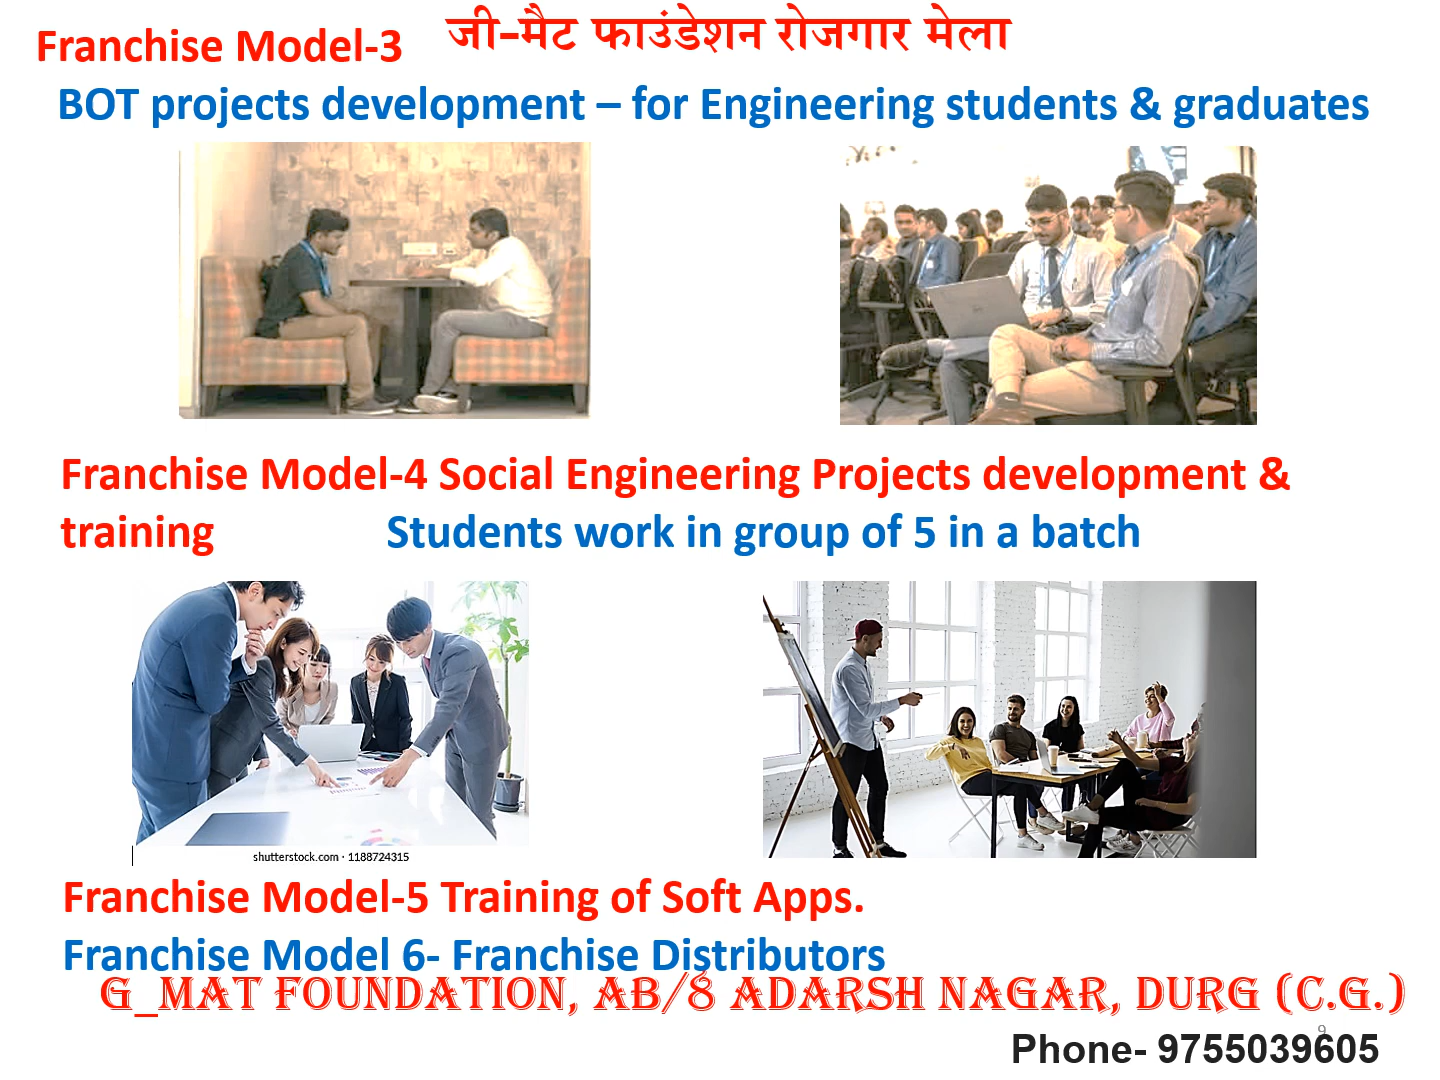 Franchise Model-3 जी-मैट फाउंडेशन रोजगार मेला
BOT projects development – for Engineering students & graduates
Franchise Model-4 Social Engineering Projects development &
training Students work in group of 5 in a batch
shutterstock.com · 1188724315
Franchise Model-5 Training of Soft Apps.
Franchise Model 6- Franchise Distributors
G_MAT FOUNDATION, AB/8 ADARSH NAGAR, DURG (C.G.)
9
Phone- 9755039605